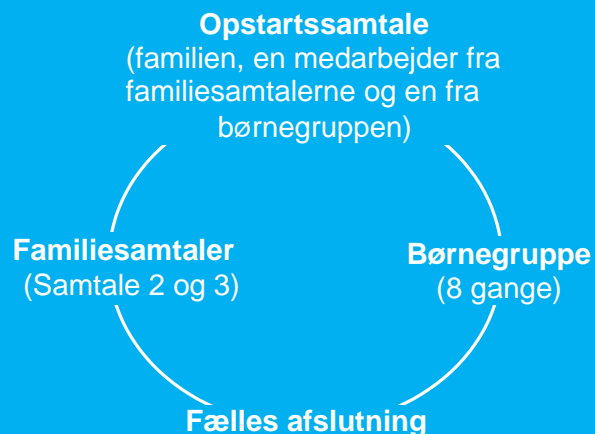 Opstartssamtale
(familien, en medarbejder fra
familiesamtalerne og en fra
børnegruppen)
Familiesamtaler
(Samtale 2 og 3)
Børnegruppe
(8 gange)
Fælles afslutning